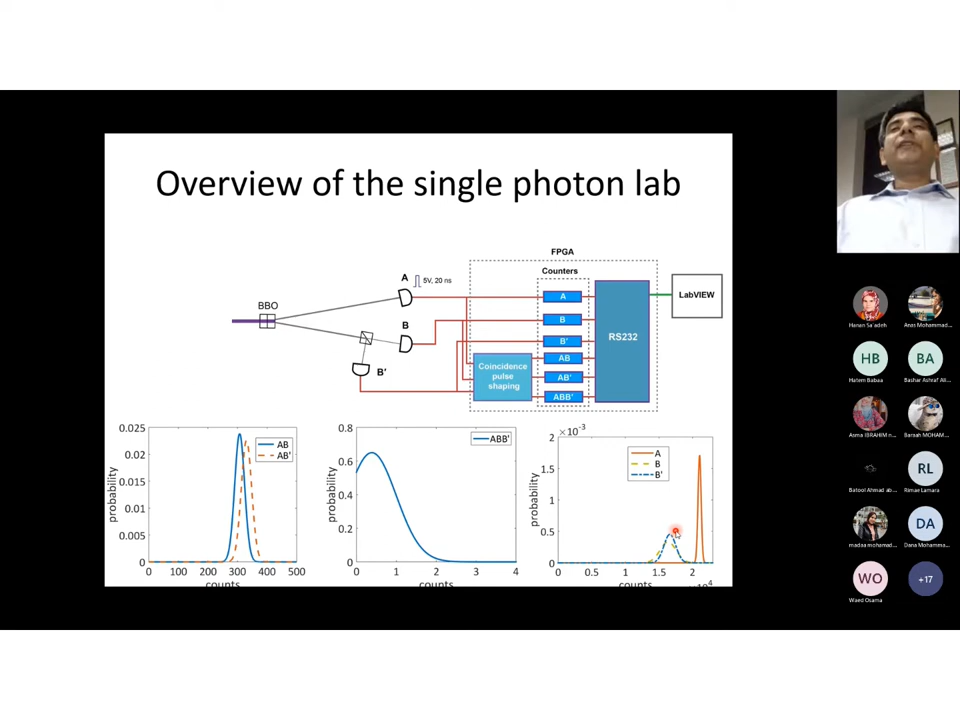 Overview of the single photon lab
FPGA
Counters
A
5V, 20 ns
BBO
B
B′
A
B
B′
AB
AB′
ABB′
Coincidence
pulse
shaping
RS232
LabVIEW
0.025
0.02
0.015
0.01
0.005
0
probability
0 100 200 300 400 500
counts
AB
AB′
0.8
0.6
0.4
0.2
0
probability
0 1 2 3 4
counts
ABB′
×10⁻³
2
1.5
1
0.5
0
probability
0 0.5 1 1.5 2
counts
A
B
B′
Hanan Sa`adeh
Anas Mohammad...
HB
BA
Hatem Babaa
Bashar Ashraf Ali...
Asma IBRAHIM n...
Baraah MOHAM...
RL
Batool Ahmad ab...
Rimae Lamara
DA
madaa mohamad...
Dana Mohamma...
WO
+17
Waed Osama